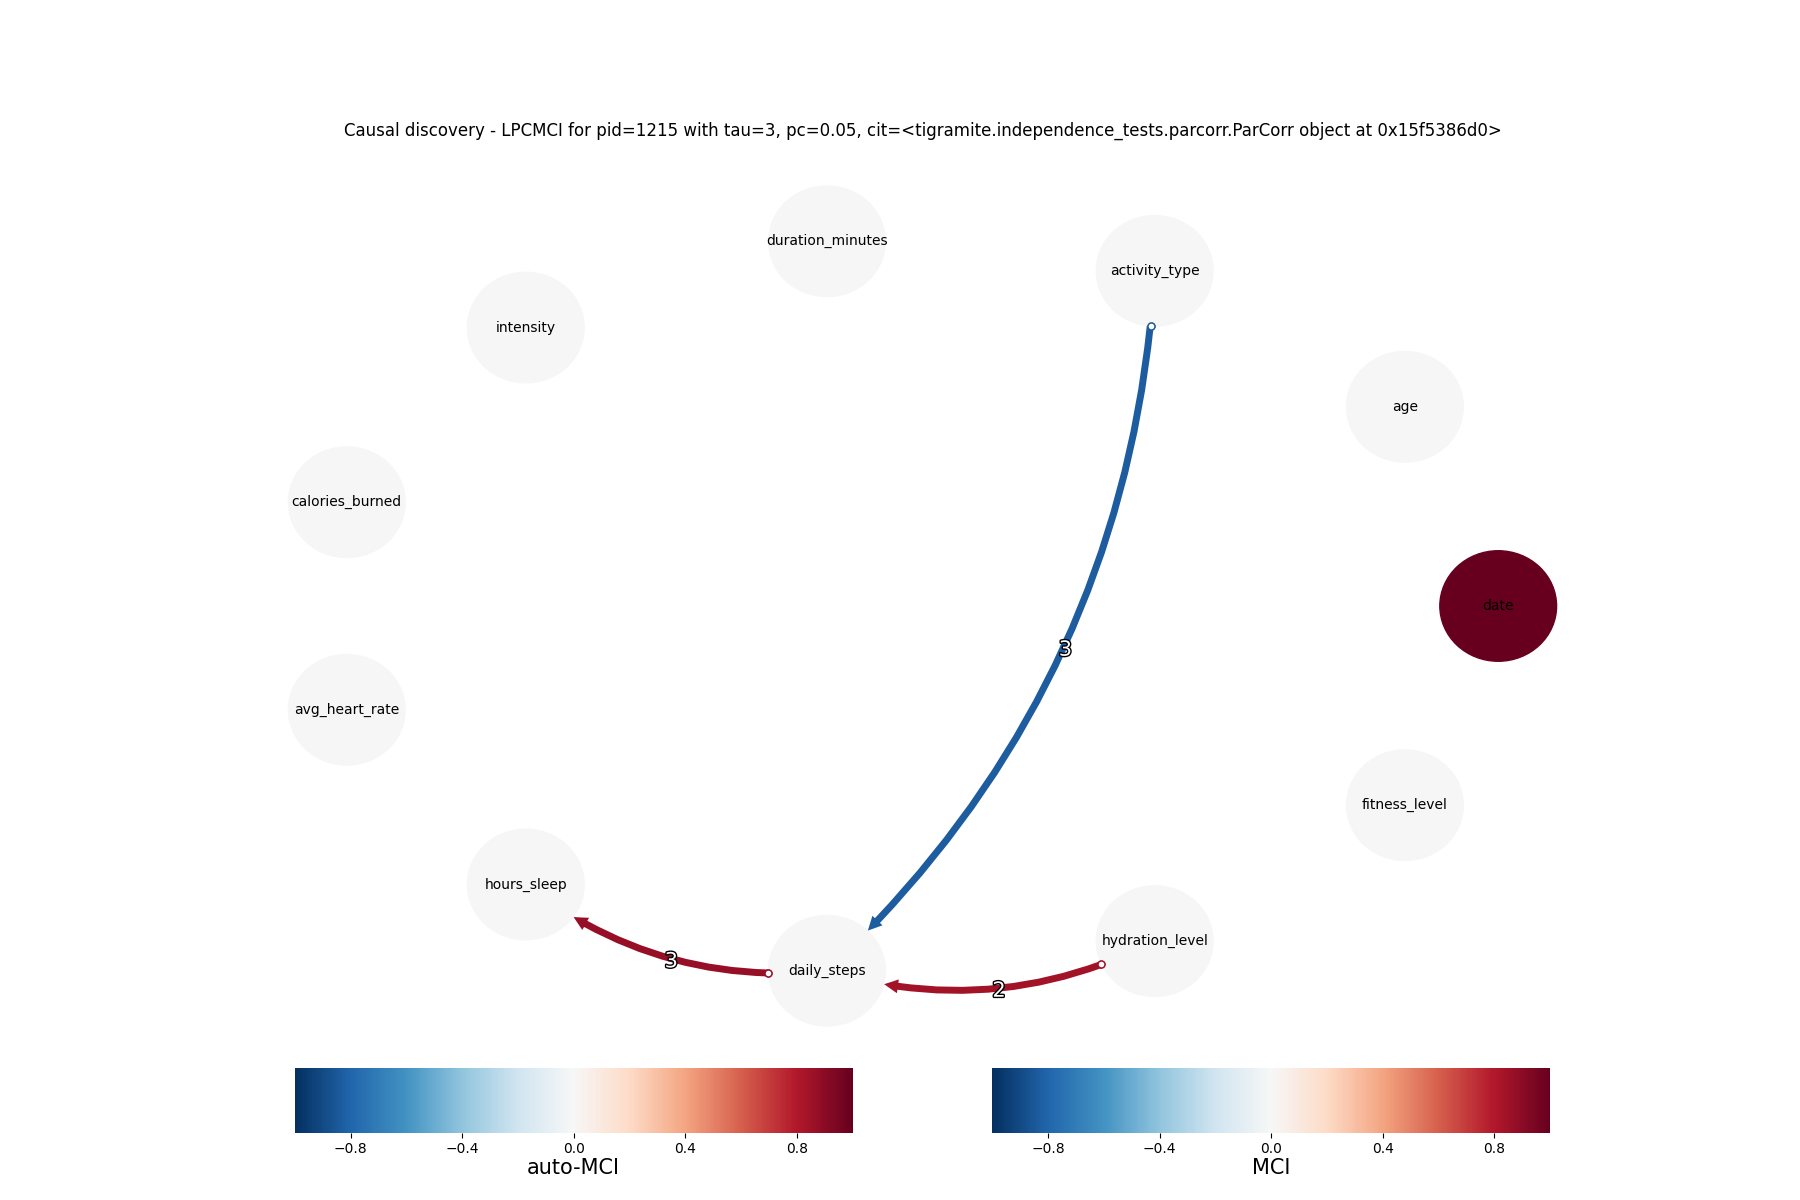 Causal discovery - LPCMCI for pid=1215 with tau=3, pc=0.05, cit=<tigramite.independence_tests.parcorr.ParCorr object at 0x15f5386d0>
duration_minutes
activity_type
intensity
age
calories_burned
date
3
avg_heart_rate
fitness_level
hours_sleep
hydration_level
3
daily_steps
2
−0.8 −0.4 0.0 0.4 0.8
auto-MCI
−0.8 −0.4 0.0 0.4 0.8
MCI